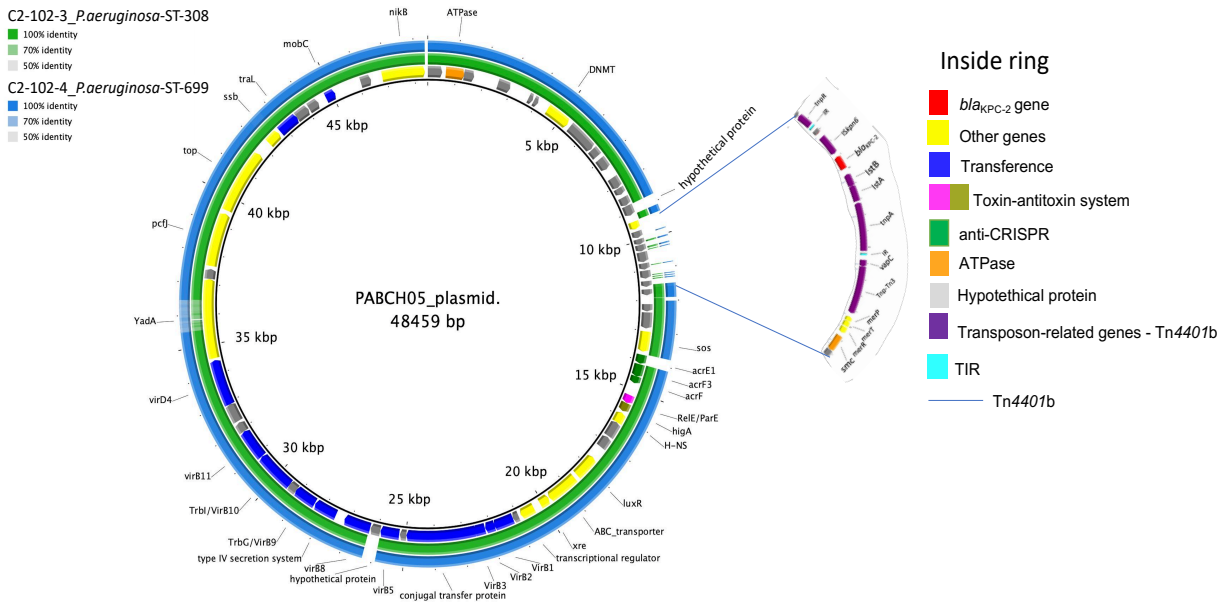 C2-102-3_P.aeruginosa-ST-308
100% identity
70% identity
50% identity
C2-102-4_P.aeruginosa-ST-699
100% identity
70% identity
50% identity
nikB
ATPase
mobC
DNMT
traL
ssb
top
pcfJ
YadA
virD4
virB11
TrbI/VirB10
TrbG/VirB9
type IV secretion system
virB8
hypothetical protein
virB5
conjugal transfer protein
VirB3
VirB2
VirB1
transcriptional regulator
xre
ABC_transporter
luxR
H-NS
higA
RelE/ParE
acrF
acrF3
acrE1
sos
hypothetical protein
45 kbp
5 kbp
40 kbp
10 kbp
PABCH05_plasmid.
48459 bp
35 kbp
15 kbp
30 kbp
20 kbp
25 kbp
tnpR
IR
ISKpn6
blaKPC-2
IstB
IstA
tnpA
IR
vapC
Tnp-Tn3
merP
merT
merR
smc
Inside ring
blaKPC-2 gene
Other genes
Transference
Toxin-antitoxin system
anti-CRISPR
ATPase
Hypotethical protein
Transposon-related genes - Tn4401b
TIR
Tn4401b